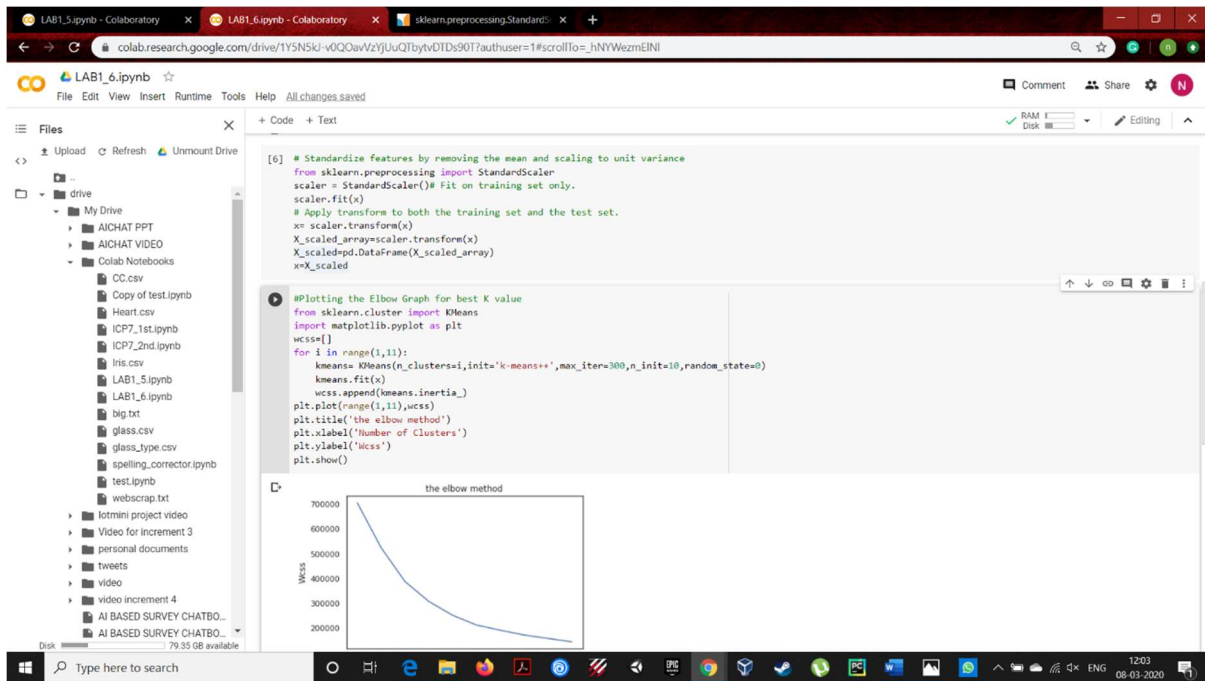 LAB1_5.ipynb - Colaboratory
LAB1_6.ipynb - Colaboratory
sklearn.preprocessing.StandardSc
colab.research.google.com/drive/1Y5N5kJ-v0QOavVzYjUuQTbytvDTDs90T?authuser=1#scrollTo=_hNYWezmEINl
LAB1_6.ipynb
File Edit View Insert Runtime Tools Help All changes saved
Comment Share N
Files
+ Code + Text
RAM
Disk
Editing
Upload Refresh Unmount Drive
..
drive
My Drive
AICHAT PPT
AICHAT VIDEO
Colab Notebooks
CC.csv
Copy of test.ipynb
Heart.csv
ICP7_1st.ipynb
ICP7_2nd.ipynb
Iris.csv
LAB1_5.ipynb
LAB1_6.ipynb
big.txt
glass.csv
glass_type.csv
spelling_corrector.ipynb
test.ipynb
webscrap.txt
Iotmini project video
Video for increment 3
personal documents
tweets
video
video increment 4
AI BASED SURVEY CHATBO...
AI BASED SURVEY CHATBO...
Disk 79.35 GB available
[6] # Standardize features by removing the mean and scaling to unit variance
from sklearn.preprocessing import StandardScaler
scaler = StandardScaler()# Fit on training set only.
scaler.fit(x)
# Apply transform to both the training set and the test set.
x= scaler.transform(x)
X_scaled_array=scaler.transform(x)
X_scaled=pd.DataFrame(X_scaled_array)
x=X_scaled
#Plotting the Elbow Graph for best K value
from sklearn.cluster import KMeans
import matplotlib.pyplot as plt
wcss=[]
for i in range(1,11):
kmeans= KMeans(n_clusters=i,init='k-means++',max_iter=300,n_init=10,random_state=0)
kmeans.fit(x)
wcss.append(kmeans.inertia_)
plt.plot(range(1,11),wcss)
plt.title('the elbow method')
plt.xlabel('Number of Clusters')
plt.ylabel('Wcss')
plt.show()
the elbow method
700000
600000
500000
400000
300000
200000
Wcss
Type here to search
EPIC
PC
W
ENG
12:03
08-03-2020
1